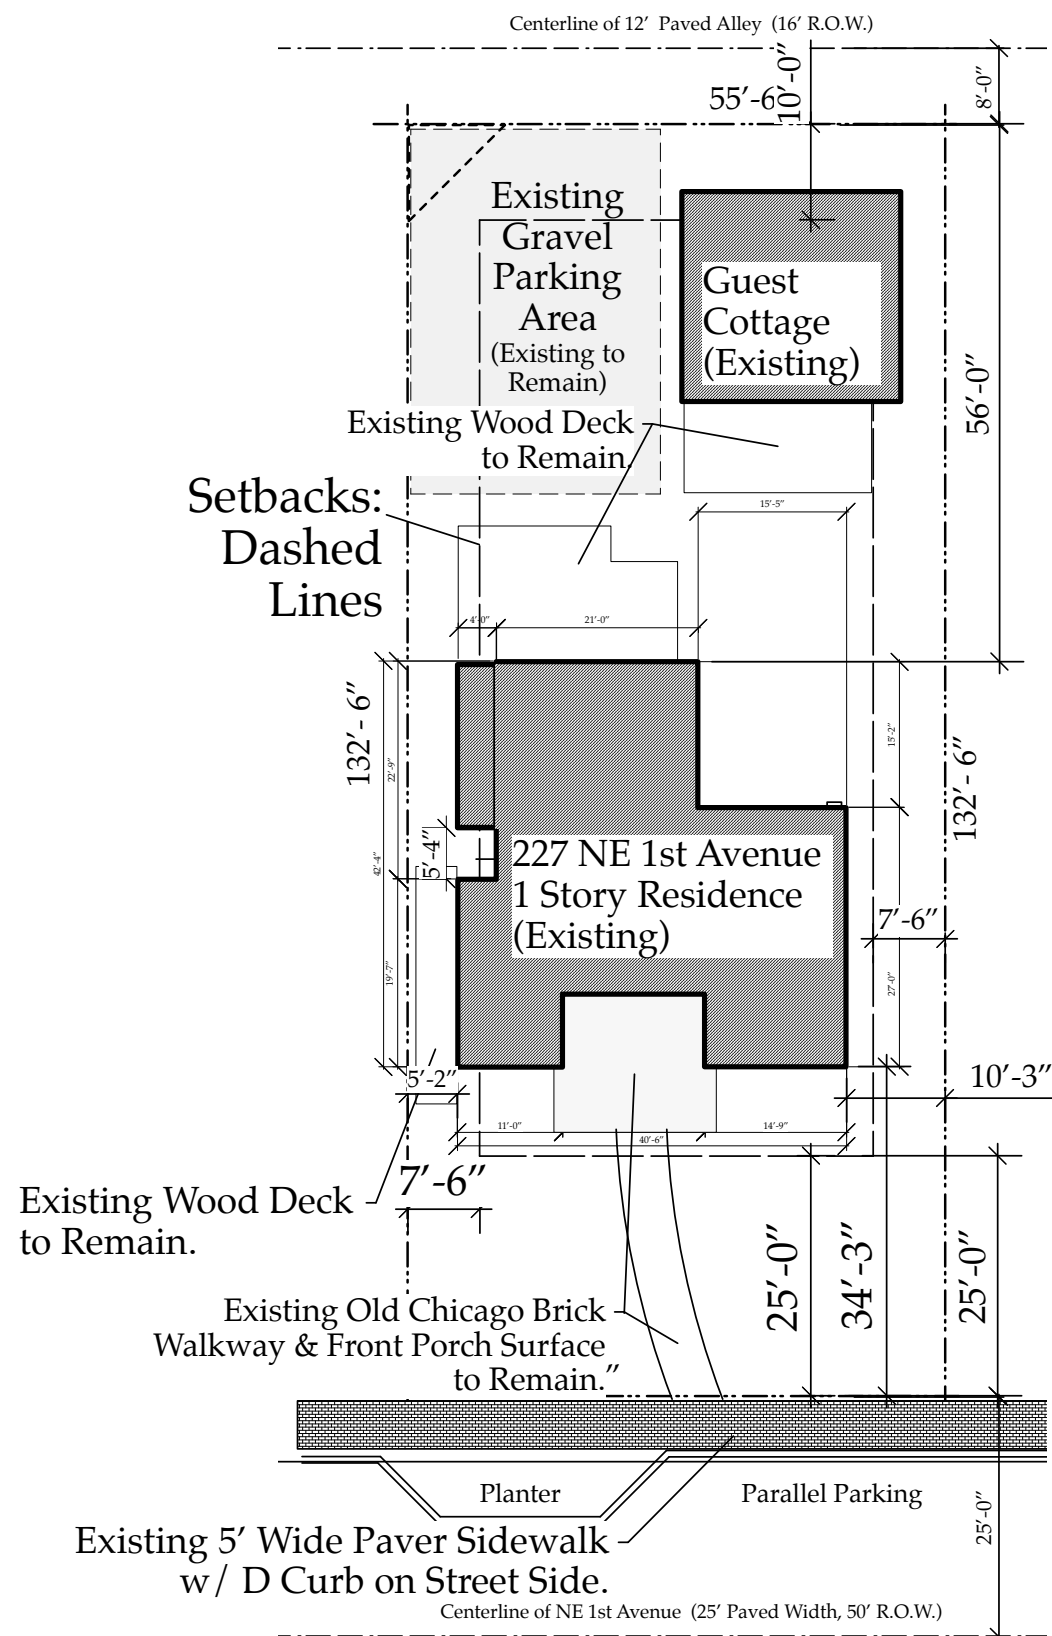 Centerline of 12’  Paved Alley  (16’ R.O.W.)
10’-0”
8’-0”
55’-6
Existing
Gravel
Parking
Area
(Existing to
Remain)
Guest
Cottage
(Existing)
56’-0”
Existing Wood Deck
to Remain.
Setbacks:
Dashed
Lines
15’-5”
4’-0”
21’-0”
132’- 6”
22’-9”
42’-4”
19’-7”
5’-4”
15’-2”
132’- 6”
227 NE 1st Avenue
1 Story Residence
(Existing)
7’-6”
27’-0”
5’-2”
10’-3”
11’-0”
14’-9”
40’-6”
7’-6”
Existing Wood Deck
to Remain.
25’-0”
34’-3”
25’-0”
Existing Old Chicago Brick
Walkway & Front Porch Surface
to Remain.”
Planter
Parallel Parking
25’-0”
Existing 5’ Wide Paver Sidewalk
w/ D Curb on Street Side.
Centerline of NE 1st Avenue  (25’ Paved Width, 50’ R.O.W.)